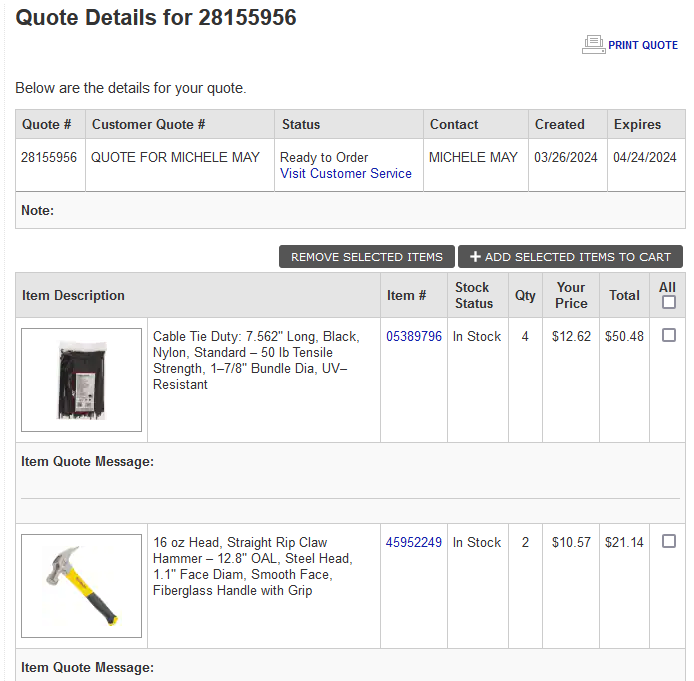 Quote Details for 28155956
PRINT QUOTE
Below are the details for your quote.
Quote # Customer Quote # Status Contact Created Expires
28155956 QUOTE FOR MICHELE MAY Ready to Order MICHELE MAY 03/26/2024 04/24/2024
Visit Customer Service
Note:
REMOVE SELECTED ITEMS + ADD SELECTED ITEMS TO CART
Item Description Item # Stock Status Qty Your Price Total All
Cable Tie Duty: 7.562" Long, Black, 05389796 In Stock 4 $12.62 $50.48
Nylon, Standard – 50 lb Tensile
Strength, 1–7/8" Bundle Dia, UV–
Resistant
Item Quote Message:
16 oz Head, Straight Rip Claw 45952249 In Stock 2 $10.57 $21.14
Hammer – 12.8" OAL, Steel Head,
1.1" Face Diam, Smooth Face,
Fiberglass Handle with Grip
Item Quote Message: